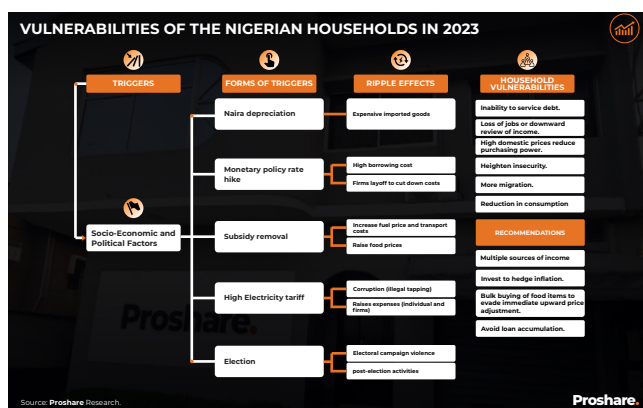 VULNERABILITIES OF THE NIGERIAN HOUSEHOLDS IN 2023
TRIGGERS
FORMS OF TRIGGERS
RIPPLE EFFECTS
HOUSEHOLD
VULNERABILITIES
Socio-Economic and
Political Factors
Naira depreciation
Monetary policy rate
hike
Subsidy removal
High Electricity tariff
Election
Expensive imported goods
High borrowing cost
Firms layoff to cut down costs
Increase fuel price and transport
costs
Raise food prices
Corruption (illegal tapping)
Raises expenses (individual and
firms)
Electoral campaign violence
post-election activities
Inability to service debt.
Loss of jobs or downward
review of income.
High domestic prices reduce
purchasing power.
Heighten insecurity.
More migration.
Reduction in consumption
RECOMMENDATIONS
Multiple sources of income
Invest to hedge inflation.
Bulk buying of food items to
evade immediate upward price
adjustment.
Avoid loan accumulation.
Proshare.
Source: Proshare Research.
Proshare.